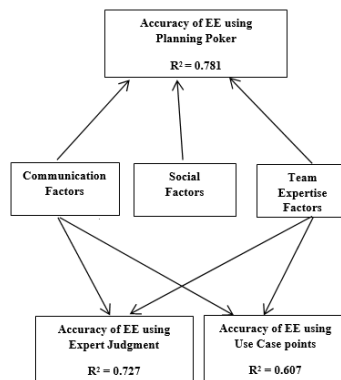 Accuracy of EE using
Planning Poker
R² = 0.781
Communication
Factors
Social
Factors
Team
Expertise
Factors
Accuracy of EE using
Expert Judgment
R² = 0.727
Accuracy of EE using
Use Case points
R² = 0.607